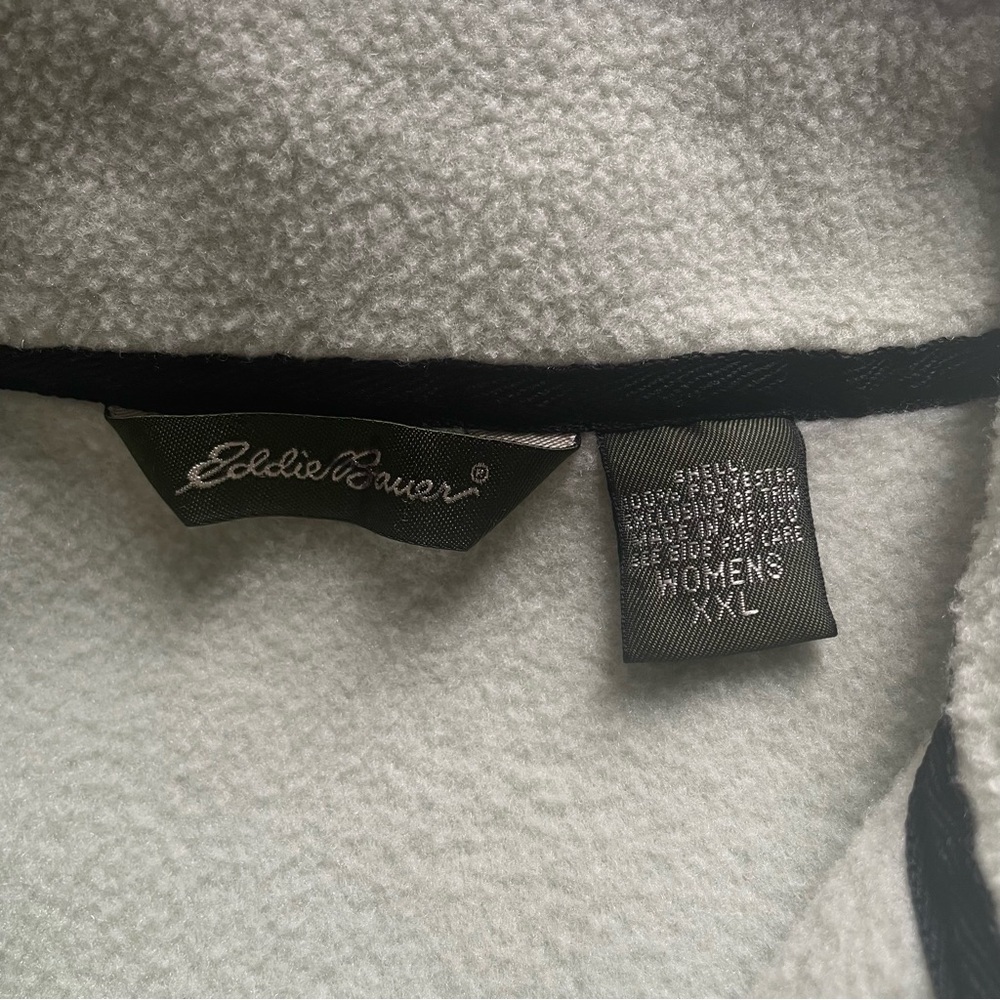 Eddie Bauer®
SHELL
100% POLYESTER
EXCLUSIVE OF TRIM
MADE IN MEXICO
SEE SIDE FOR CARE
WOMENS
XXL